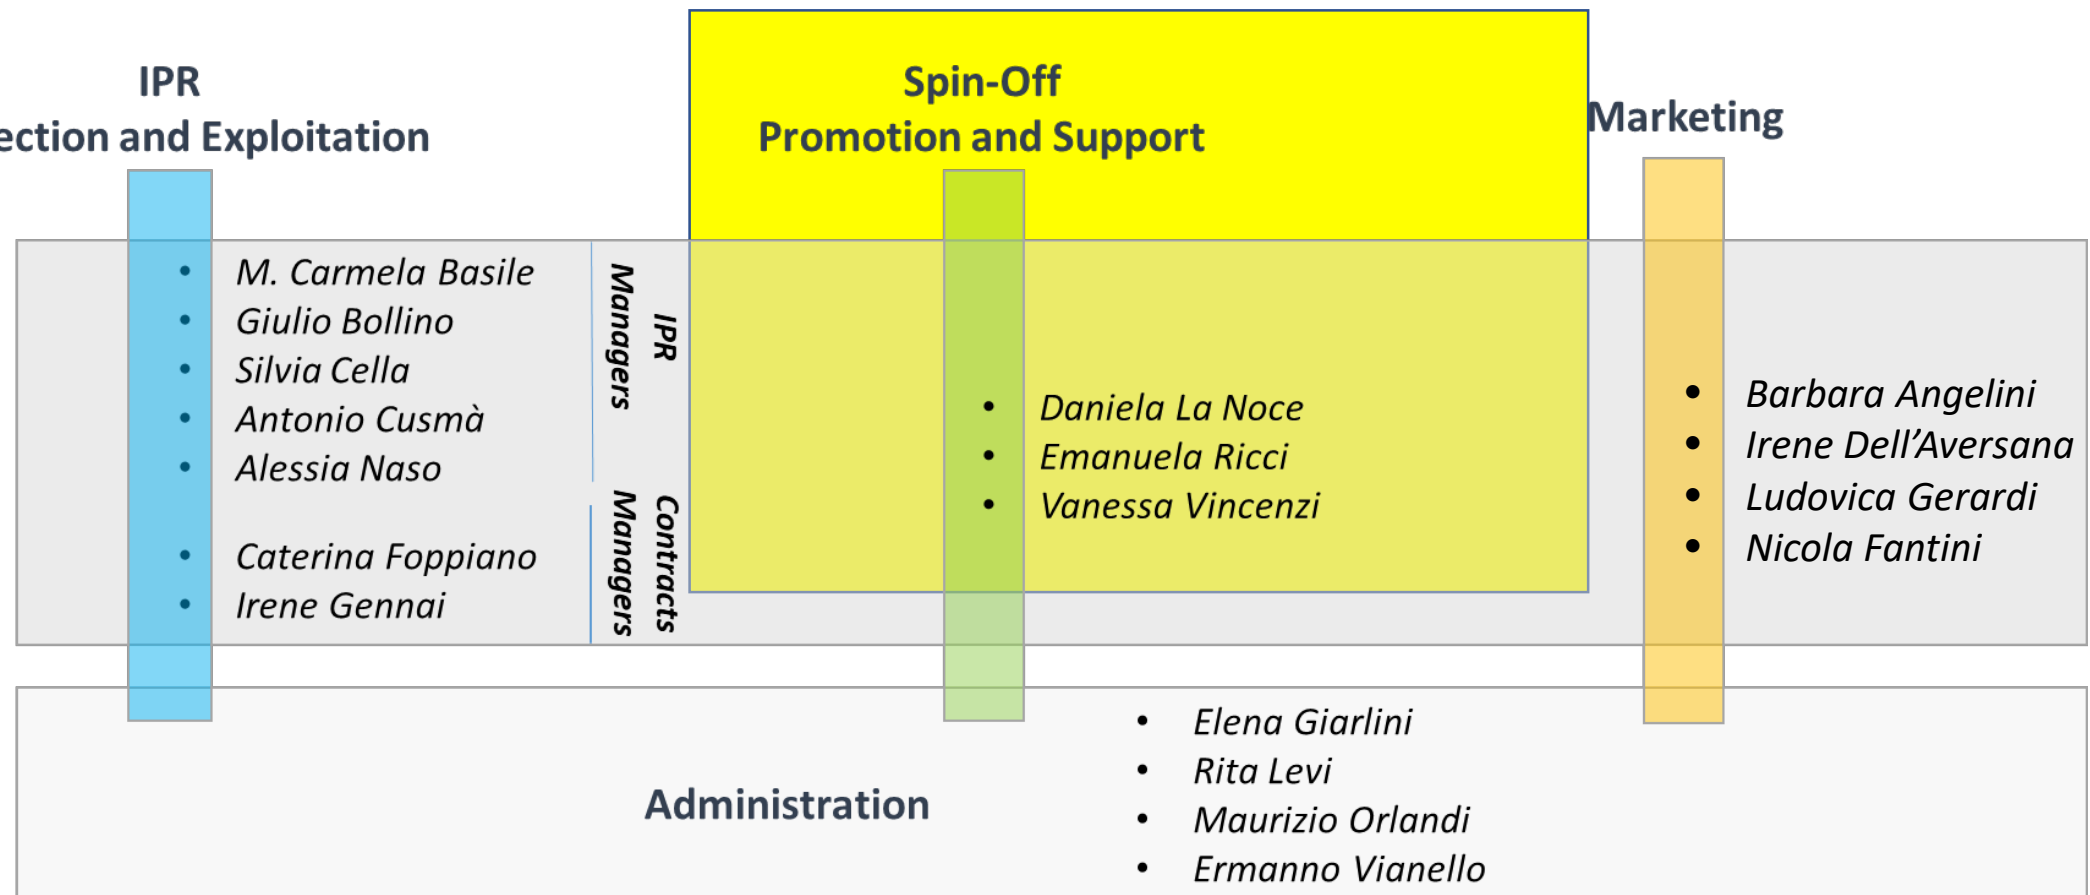 IPR
ection and Exploitation
Spin-Off
Promotion and Support
Marketing
• M. Carmela Basile
• Giulio Bollino
• Silvia Cella
• Antonio Cusmà
• Alessia Naso
IPR
Managers
• Caterina Foppiano
• Irene Gennai
Contracts
Managers
• Daniela La Noce
• Emanuela Ricci
• Vanessa Vincenzi
• Barbara Angelini
• Irene Dell’Aversana
• Ludovica Gerardi
• Nicola Fantini
Administration
• Elena Giarlini
• Rita Levi
• Maurizio Orlandi
• Ermanno Vianello